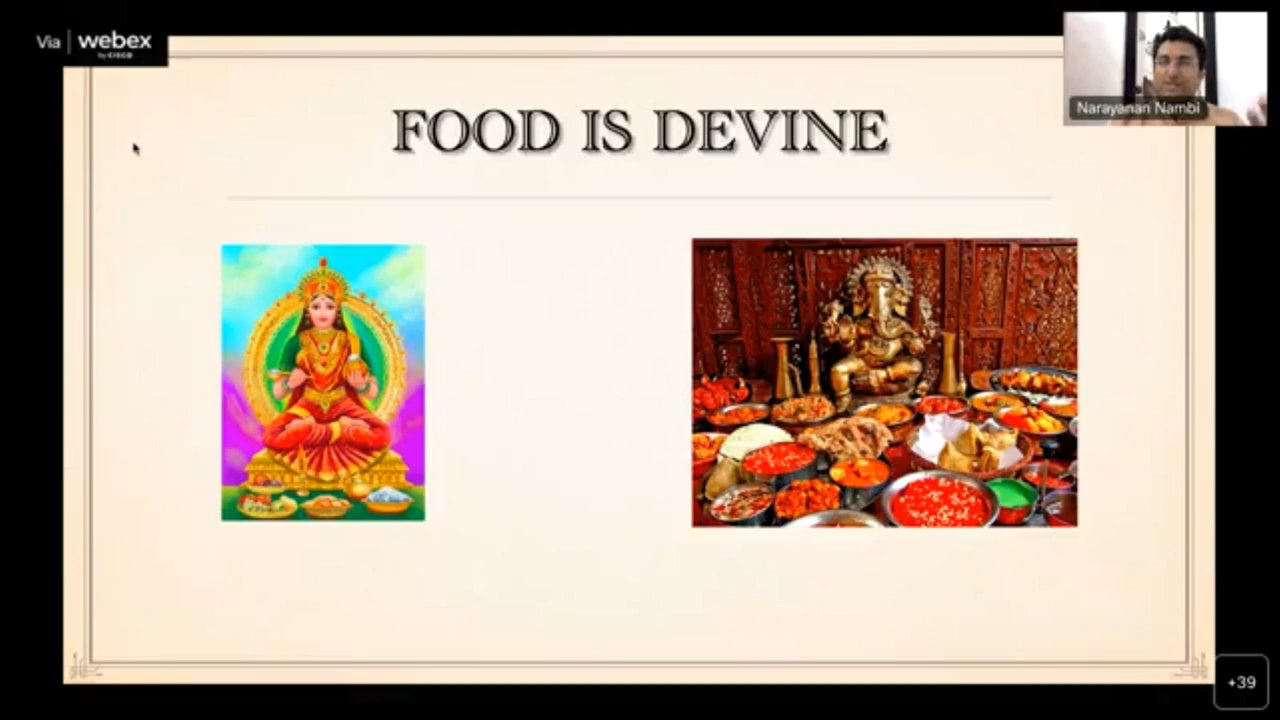 Via webex
by CISCO
Narayanan Nambi
FOOD IS DEVINE
+39